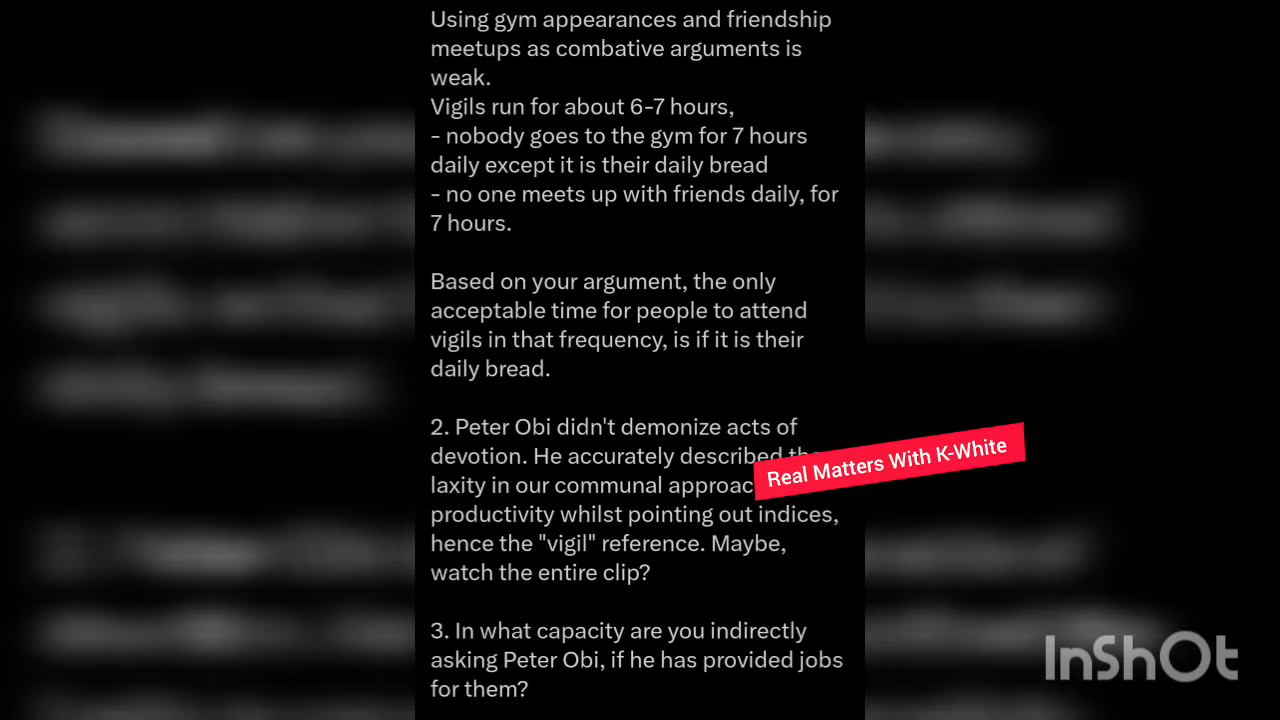 Using gym appearances and friendship
meetups as combative arguments is
weak.
Vigils run for about 6-7 hours,
- nobody goes to the gym for 7 hours
daily except it is their daily bread
- no one meets up with friends daily, for
7 hours.
Based on your argument, the only
acceptable time for people to attend
vigils in that frequency, is if it is their
daily bread.
2. Peter Obi didn't demonize acts of
devotion. He accurately described
laxity in our communal
productivity whilst pointing out indices,
hence the "vigil" reference. Maybe,
watch the entire clip?
3. In what capacity are you indirectly
asking Peter Obi, if he has provided jobs
for them?
Real Matters With K-White
InShOt